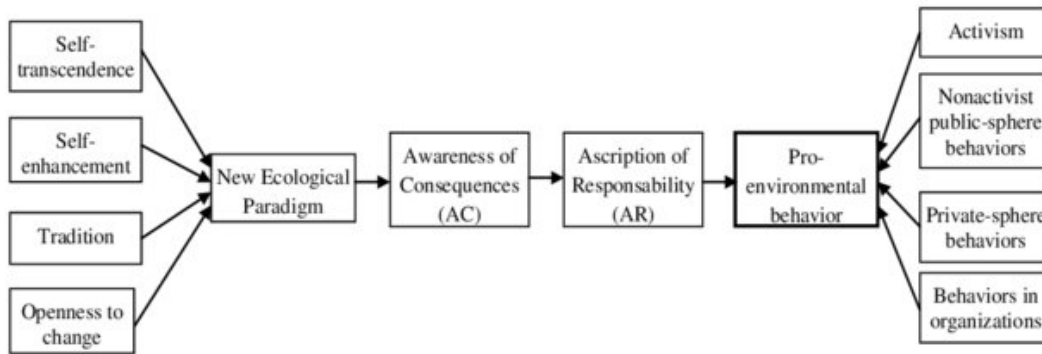 Self-
transcendence
Self-
enhancement
Tradition
Openness to
change
New Ecological
Paradigm
Awareness of
Consequences
(AC)
Ascription of
Responsability
(AR)
Pro-
environmental
behavior
Activism
Nonactivist
public-sphere
behaviors
Private-sphere
behaviors
Behaviors in
organizations